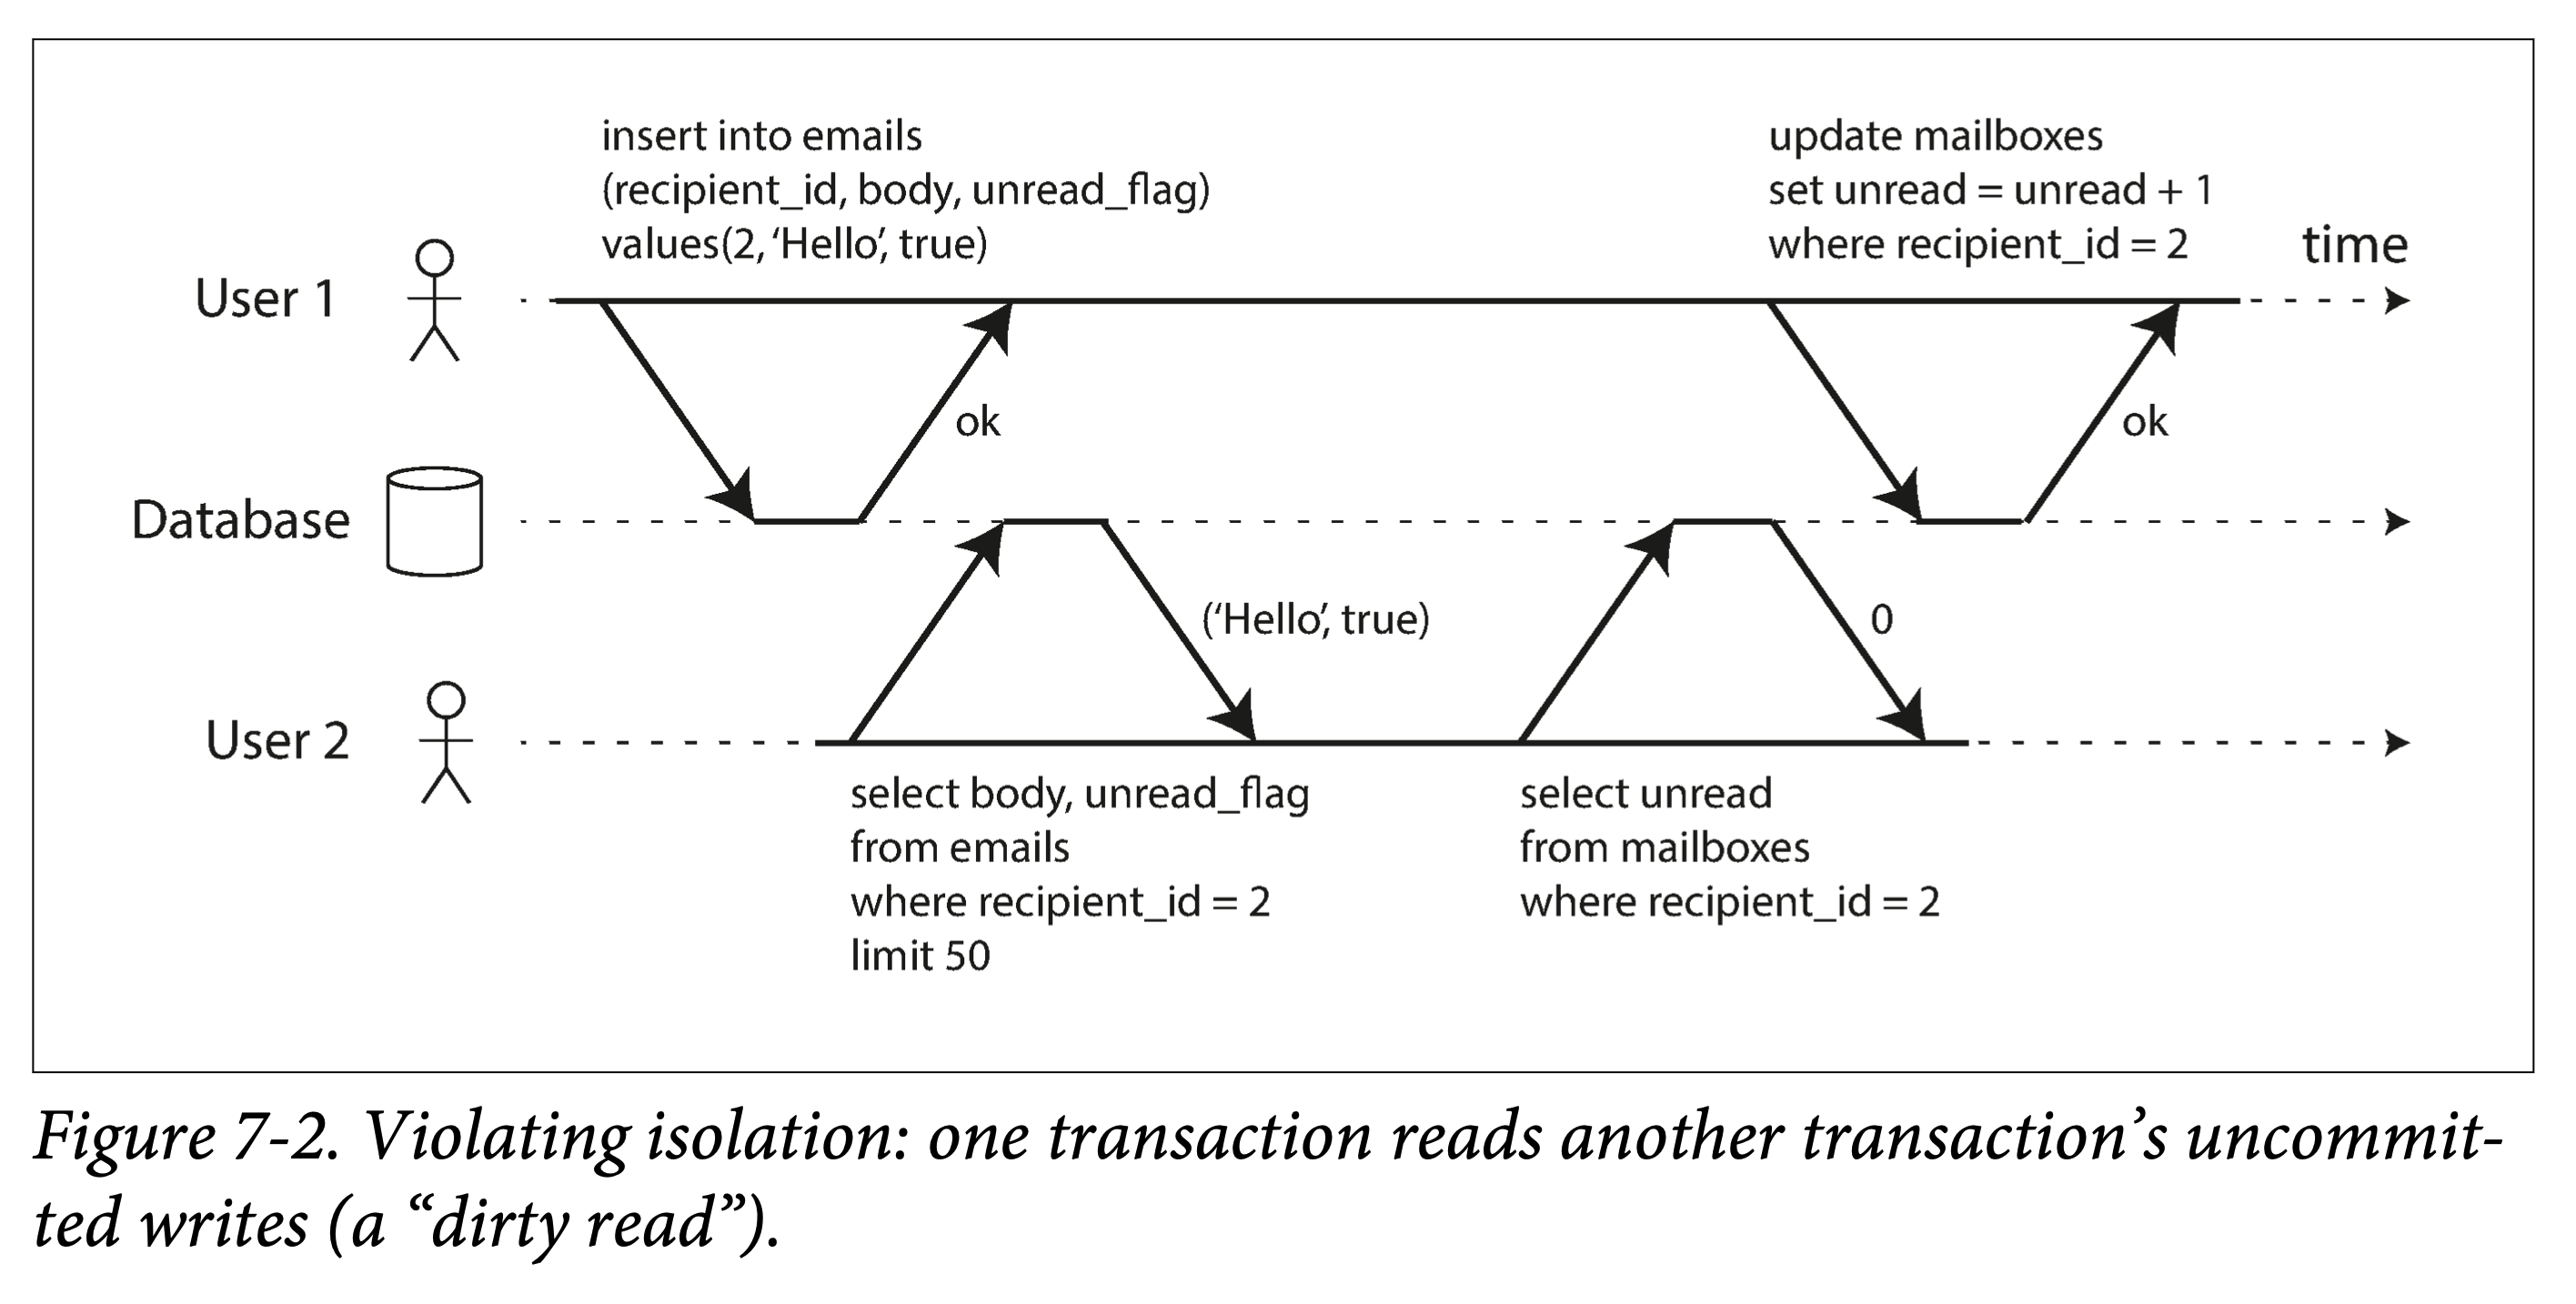 insert into emails
(recipient_id, body, unread_flag)
values(2, ‘Hello’, true)
update mailboxes
set unread = unread + 1
where recipient_id = 2
time
User 1
ok
ok
Database
(‘Hello’, true)
0
User 2
select body, unread_flag
from emails
where recipient_id = 2
limit 50
select unread
from mailboxes
where recipient_id = 2
Figure 7-2. Violating isolation: one transaction reads another transaction’s uncommit-
ted writes (a “dirty read”).